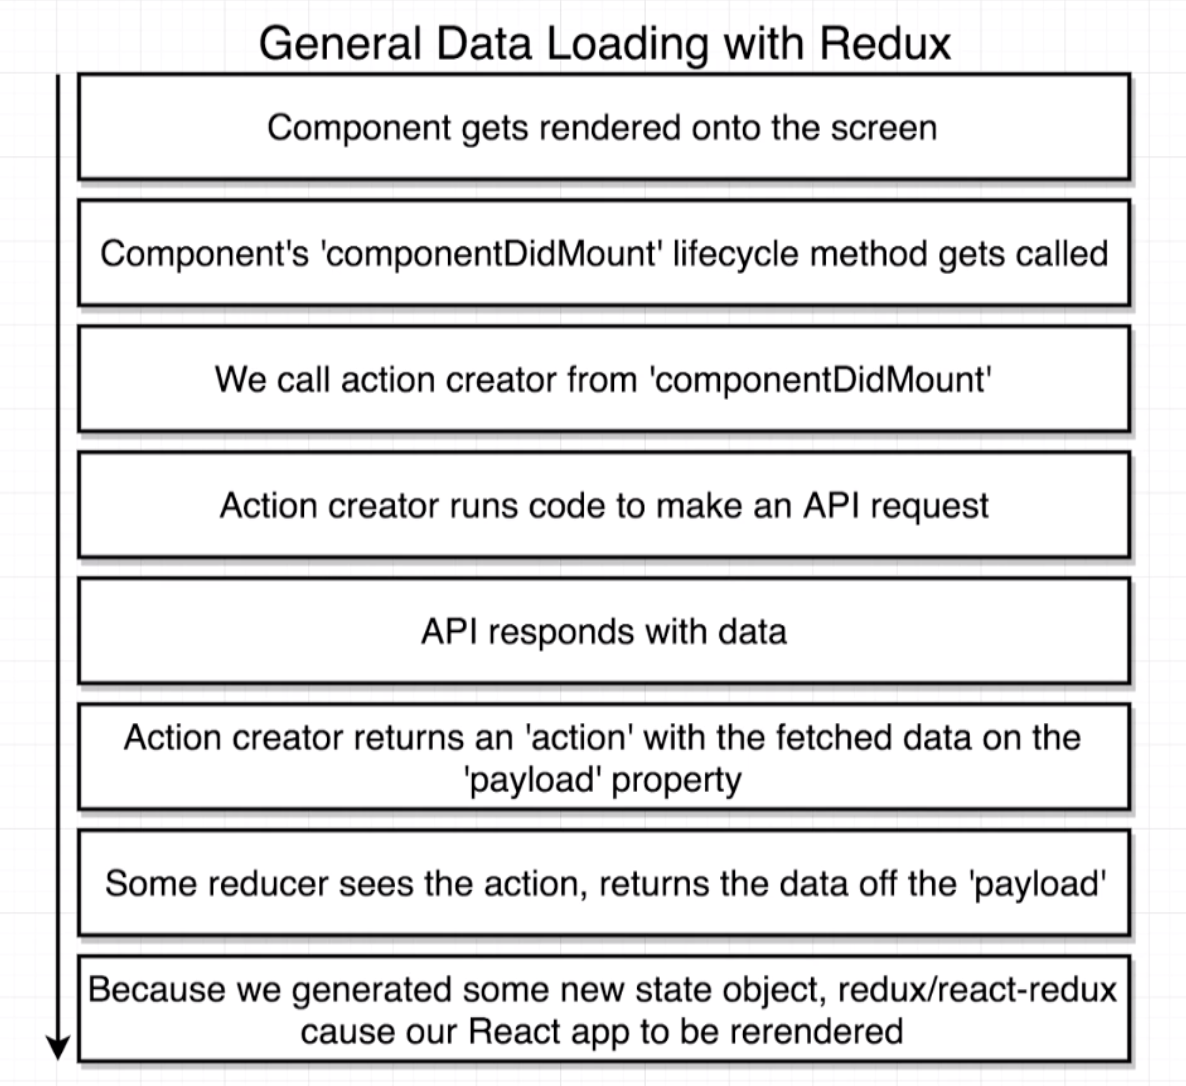 General Data Loading with Redux
Component gets rendered onto the screen
Component's 'componentDidMount' lifecycle method gets called
We call action creator from 'componentDidMount'
Action creator runs code to make an API request
API responds with data
Action creator returns an 'action' with the fetched data on the
'payload' property
Some reducer sees the action, returns the data off the 'payload'
Because we generated some new state object, redux/react-redux
cause our React app to be rerendered